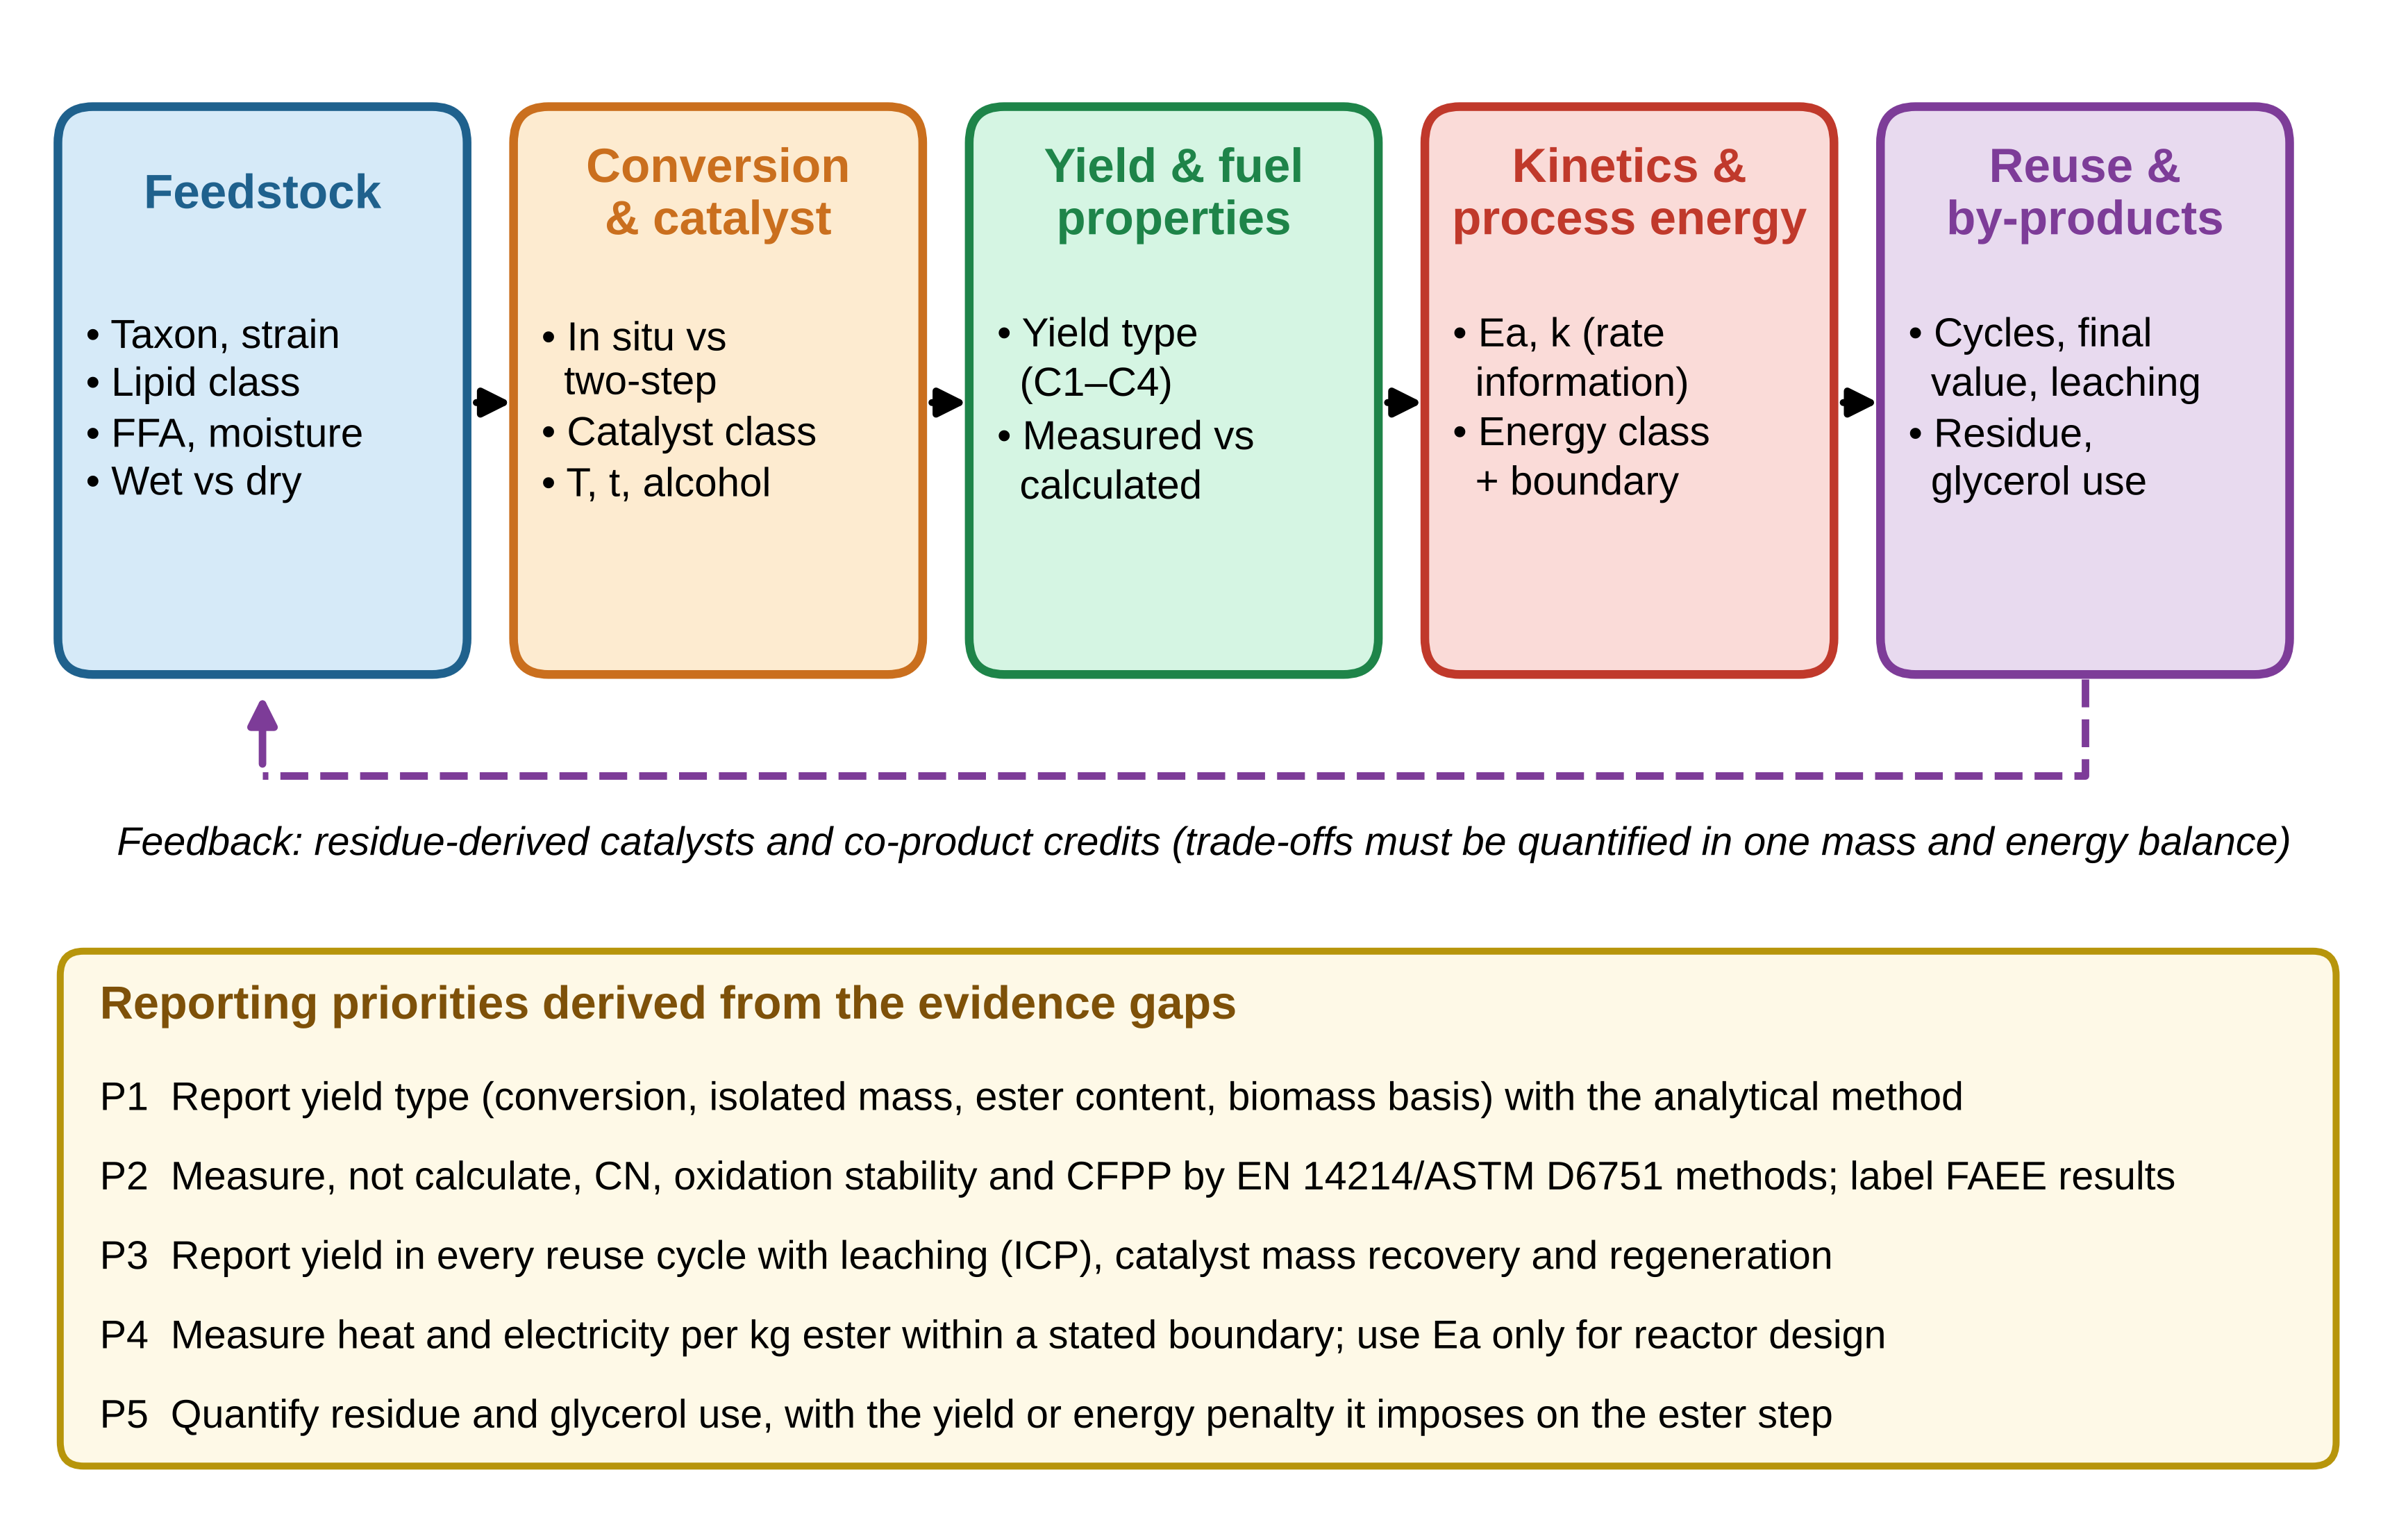 Feedstock
• Taxon, strain
• Lipid class
• FFA, moisture
• Wet vs dry
Conversion
& catalyst
• In situ vs
two-step
• Catalyst class
• T, t, alcohol
Yield & fuel
properties
• Yield type
(C1–C4)
• Measured vs
calculated
Kinetics &
process energy
• Ea, k (rate
information)
• Energy class
+ boundary
Reuse &
by-products
• Cycles, final
value, leaching
• Residue,
glycerol use
Feedback: residue-derived catalysts and co-product credits (trade-offs must be quantified in one mass and energy balance)
Reporting priorities derived from the evidence gaps
P1 Report yield type (conversion, isolated mass, ester content, biomass basis) with the analytical method
P2 Measure, not calculate, CN, oxidation stability and CFPP by EN 14214/ASTM D6751 methods; label FAEE results
P3 Report yield in every reuse cycle with leaching (ICP), catalyst mass recovery and regeneration
P4 Measure heat and electricity per kg ester within a stated boundary; use Ea only for reactor design
P5 Quantify residue and glycerol use, with the yield or energy penalty it imposes on the ester step